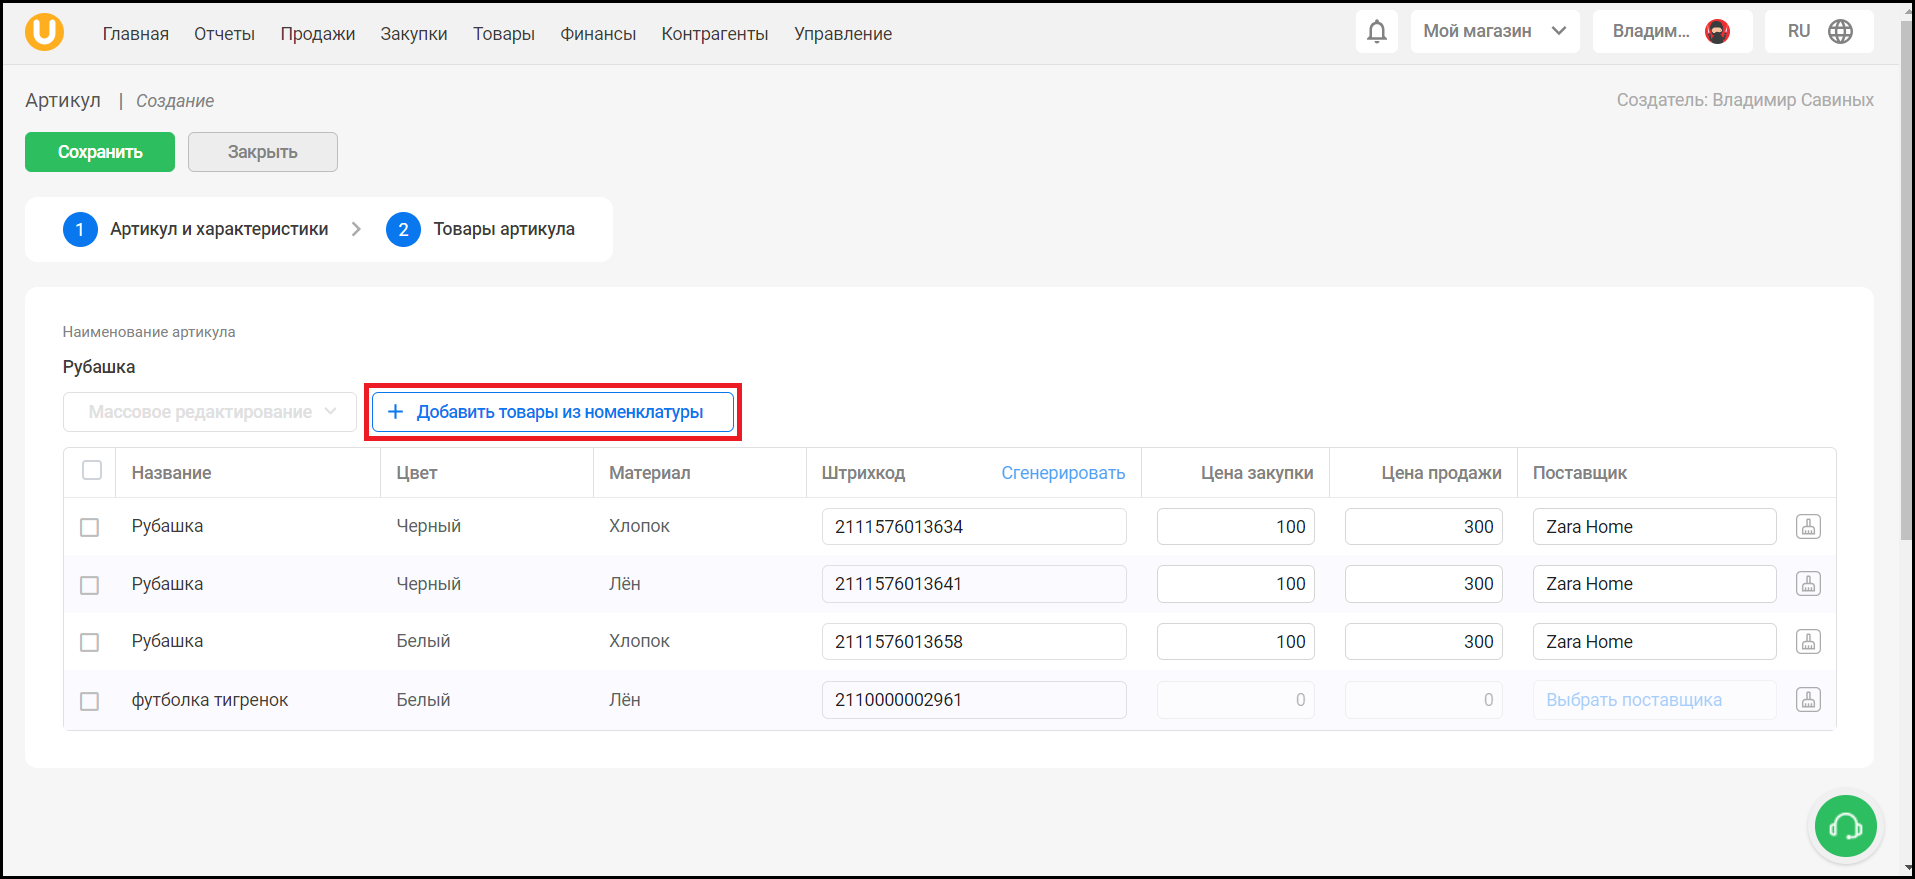 U Главная Отчеты Продажи Закупки Товары Финансы Контрагенты Управление Мой магазин Владим... RU
Артикул | Создание Создатель: Владимир Савиных
Сохранить Закрыть
1 Артикул и характеристики 2 Товары артикула
Наименование артикула
Рубашка
Массовое редактирование + Добавить товары из номенклатуры
Название Цвет Материал Штрихкод Сгенерировать Цена закупки Цена продажи Поставщик
Рубашка Черный Хлопок 2111576013634 100 300 Zara Home
Рубашка Черный Лён 2111576013641 100 300 Zara Home
Рубашка Белый Хлопок 2111576013658 100 300 Zara Home
футболка тигренок Белый Лён 2110000002961 0 0 Выбрать поставщика